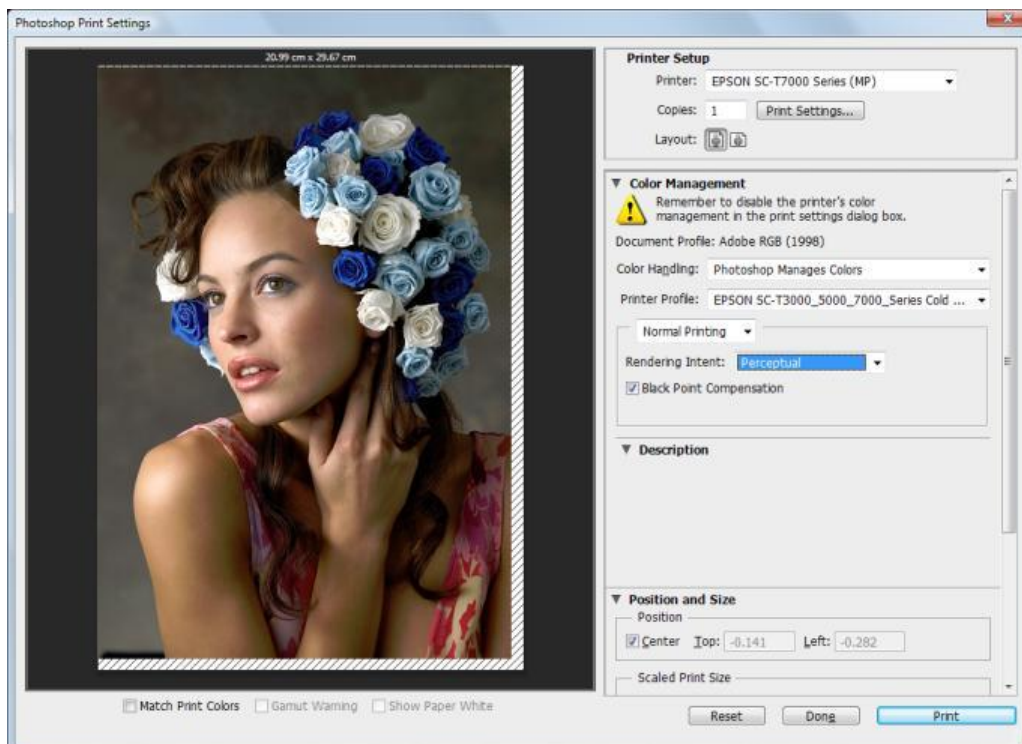 Photoshop Print Settings
20.99 cm x 29.67 cm
Printer Setup
Printer: EPSON SC-T7000 Series (MP)
Copies: 1 Print Settings...
Layout:
Color Management
Remember to disable the printer's color
management in the print settings dialog box.
Document Profile: Adobe RGB (1998)
Color Handling: Photoshop Manages Colors
Printer Profile: EPSON SC-T3000_5000_7000_Series Cold ...
Normal Printing
Rendering Intent: Perceptual
Black Point Compensation
Description
Position and Size
Position
Center Top: -0.141 Left: -0.282
Scaled Print Size
Match Print Colors Gamut Warning Show Paper White
Reset Done Print